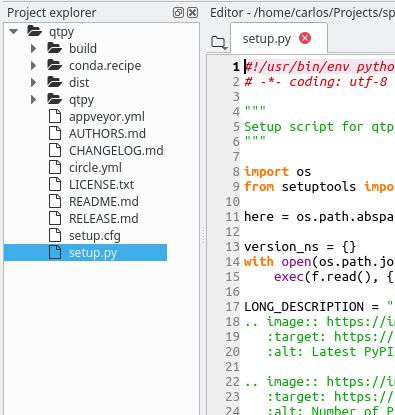 Project explorer
qtpy
build
conda.recipe
dist
qtpy
appveyor.yml
AUTHORS.md
CHANGELOG.md
circle.yml
LICENSE.txt
README.md
RELEASE.md
setup.cfg
setup.py
Editor - /home/carlos/Projects/sp
setup.py
1 #!/usr/bin/env pytho
2 # -*- coding: utf-8
3
4 """
5 Setup script for qtp
6 """
7
8 import os
9 from setuptools impo
10
11 here = os.path.abspa
12
13 version_ns = {}
14 with open(os.path.jo
15     exec(f.read(), {
16
17 LONG_DESCRIPTION = "
18 .. image:: https://i
19    :target: https://
20    :alt: Latest PyPI
21
22 .. image:: https://i
23    :target: https://
24    :alt: Number of P